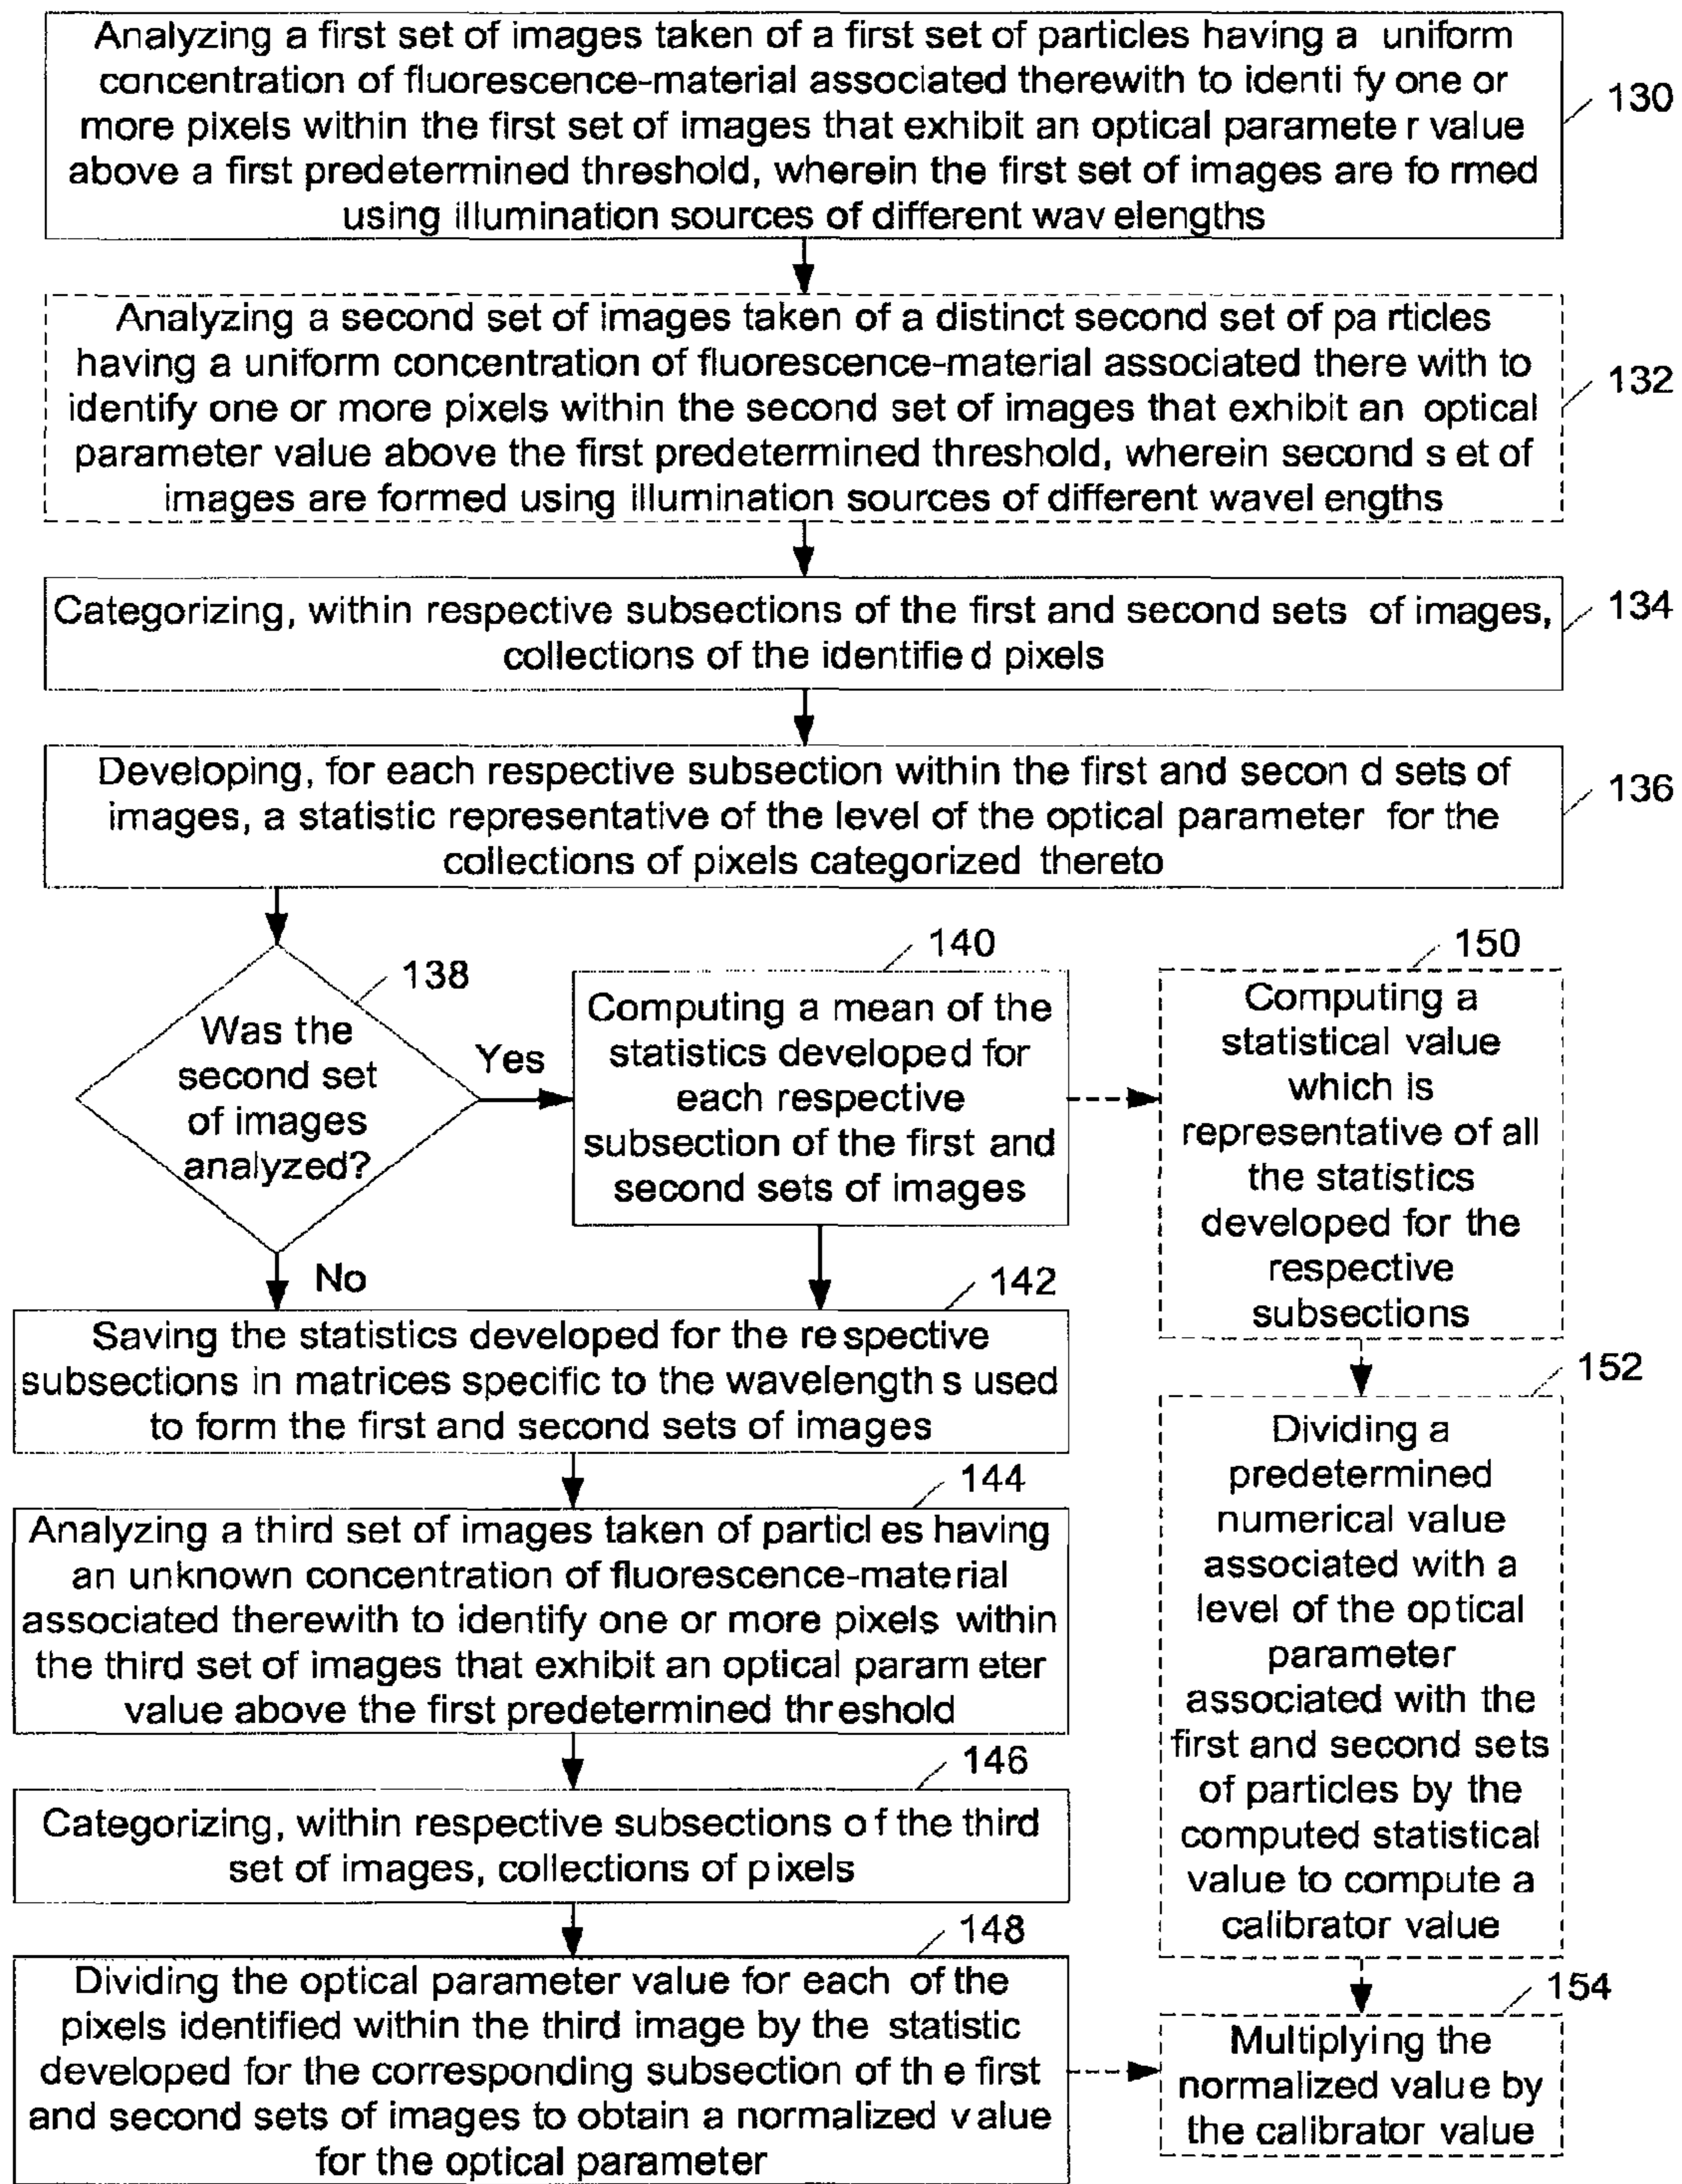 Analyzing a first set of images taken of a first set of particles having a uniform
concentration of fluorescence-material associated therewith to identi fy one or
more pixels within the first set of images that exhibit an optical paramete r value
above a first predetermined threshold, wherein the first set of images are fo rmed
using illumination sources of different wav elengths
130
Analyzing a second set of images taken of a distinct second set of pa rticles
having a uniform concentration of fluorescence-material associated there with to
identify one or more pixels within the second set of images that exhibit an optical
parameter value above the first predetermined threshold, wherein second s et of
images are formed using illumination sources of different wavel engths
132
Categorizing, within respective subsections of the first and second sets of images,
collections of the identifie d pixels
134
Developing, for each respective subsection within the first and secon d sets of
images, a statistic representative of the level of the optical parameter for the
collections of pixels categorized thereto
136
138
Was the
second set
of images
analyzed?
Yes
No
140
Computing a mean of the
statistics developed for
each respective
subsection of the first and
second sets of images
150
Computing a
statistical value
which is
representative of all
the statistics
developed for the
respective
subsections
142
Saving the statistics developed for the re spective
subsections in matrices specific to the wavelength s used
to form the first and second sets of images
152
Dividing a
predetermined
numerical value
associated with a
level of the optical
parameter
associated with the
first and second sets
of particles by the
computed statistical
value to compute a
calibrator value
144
Analyzing a third set of images taken of particl es having
an unknown concentration of fluorescence-material
associated therewith to identify one or more pixels within
the third set of images that exhibit an optical param eter
value above the first predetermined thr eshold
146
Categorizing, within respective subsections o f the third
set of images, collections of p ixels
148
Dividing the optical parameter value for each of the
pixels identified within the third image by the statistic
developed for the corresponding subsection of th e first
and second sets of images to obtain a normalized v alue
for the optical parameter
154
Multiplying the
normalized value by
the calibrator value